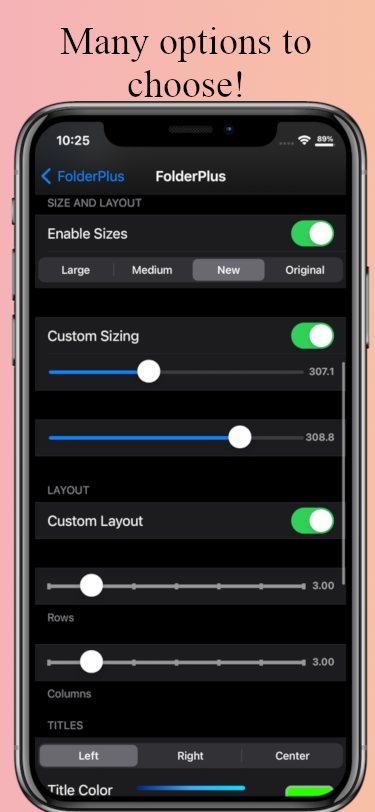 Many options to
choose!
10:25
89%
FolderPlus
FolderPlus
SIZE AND LAYOUT
Enable Sizes
Large Medium New Original
Custom Sizing
307.1
308.8
LAYOUT
Custom Layout
3.00
Rows
3.00
Columns
TITLES
Left Right Center
Title Color